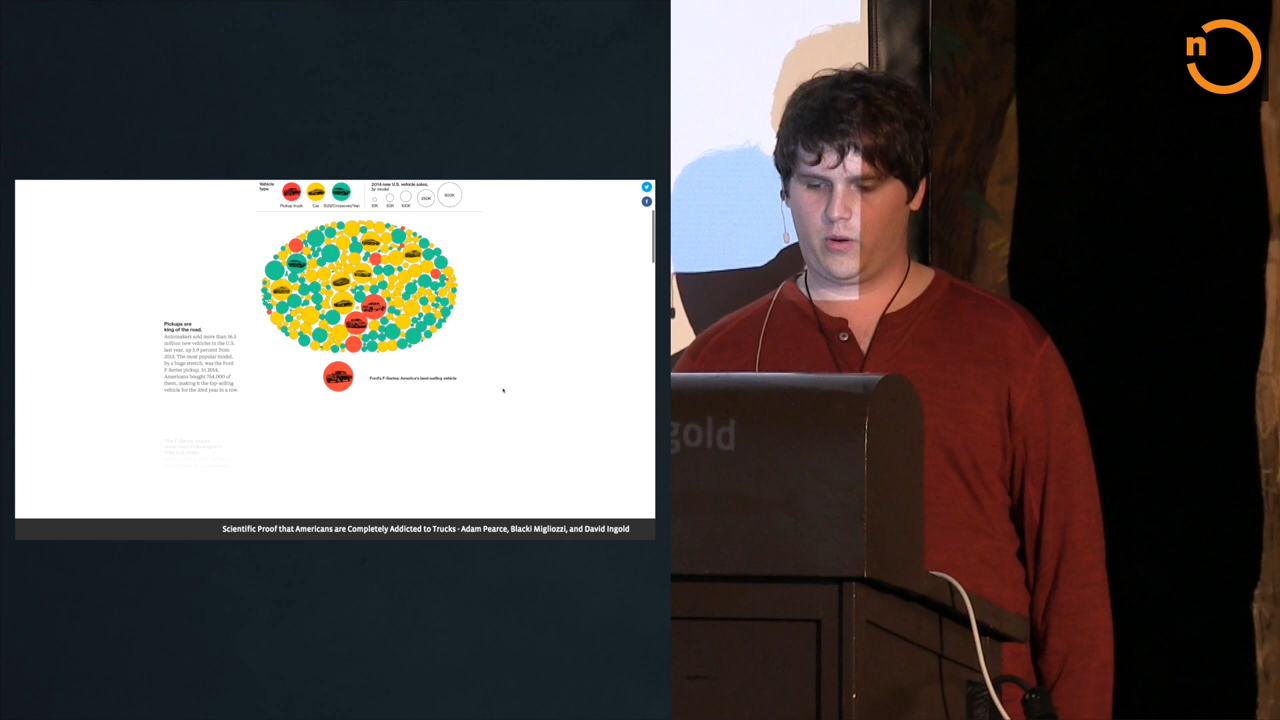 Vehicle
type
Pickup truck
Car
SUV/Crossover/Van
2014 new U.S. vehicle sales,
by model
10K
50K
100K
250K
800K
Pickups are
king of the road.
Automakers sold more than 16.5
million new vehicles in the U.S.
last year, up 5.9 percent from
2013. The most popular model,
by a huge stretch, was the Ford
F-Series pickup. In 2014,
Americans bought 754,000 of
them, making it the top-selling
vehicle for the 33rd year in a row.
Ford's F-Series: America's best-selling vehicle
Scientific Proof that Americans are Completely Addicted to Trucks - Adam Pearce, Blacki Migliozzi, and David Ingold
gold
n